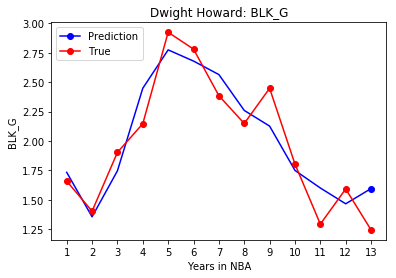 Dwight Howard: BLK_G
Prediction
True
BLK_G
3.00
2.75
2.50
2.25
2.00
1.75
1.50
1.25
1 2 3 4 5 6 7 8 9 10 11 12 13
Years in NBA